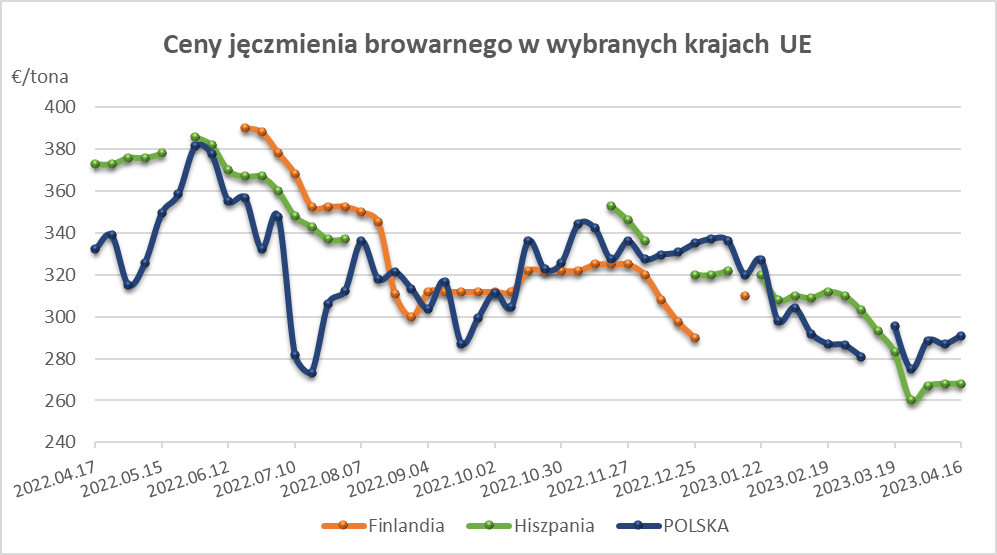 Ceny jęczmienia browarnego w wybranych krajach UE
€/tona
400
380
360
340
320
300
280
260
240
2022.04.17 2022.05.15 2022.06.12 2022.07.10 2022.08.07 2022.09.04 2022.10.02 2022.10.30 2022.11.27 2022.12.25 2023.01.22 2023.02.19 2023.03.19 2023.04.16
Finlandia Hiszpania POLSKA